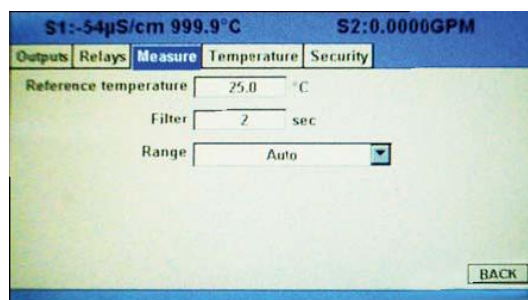 S1:-54µS/cm 999.9°C S2:0.0000GPM
Outputs Relays Measure Temperature Security
Reference temperature 25.0 °C
Filter 2 sec
Range Auto
BACK